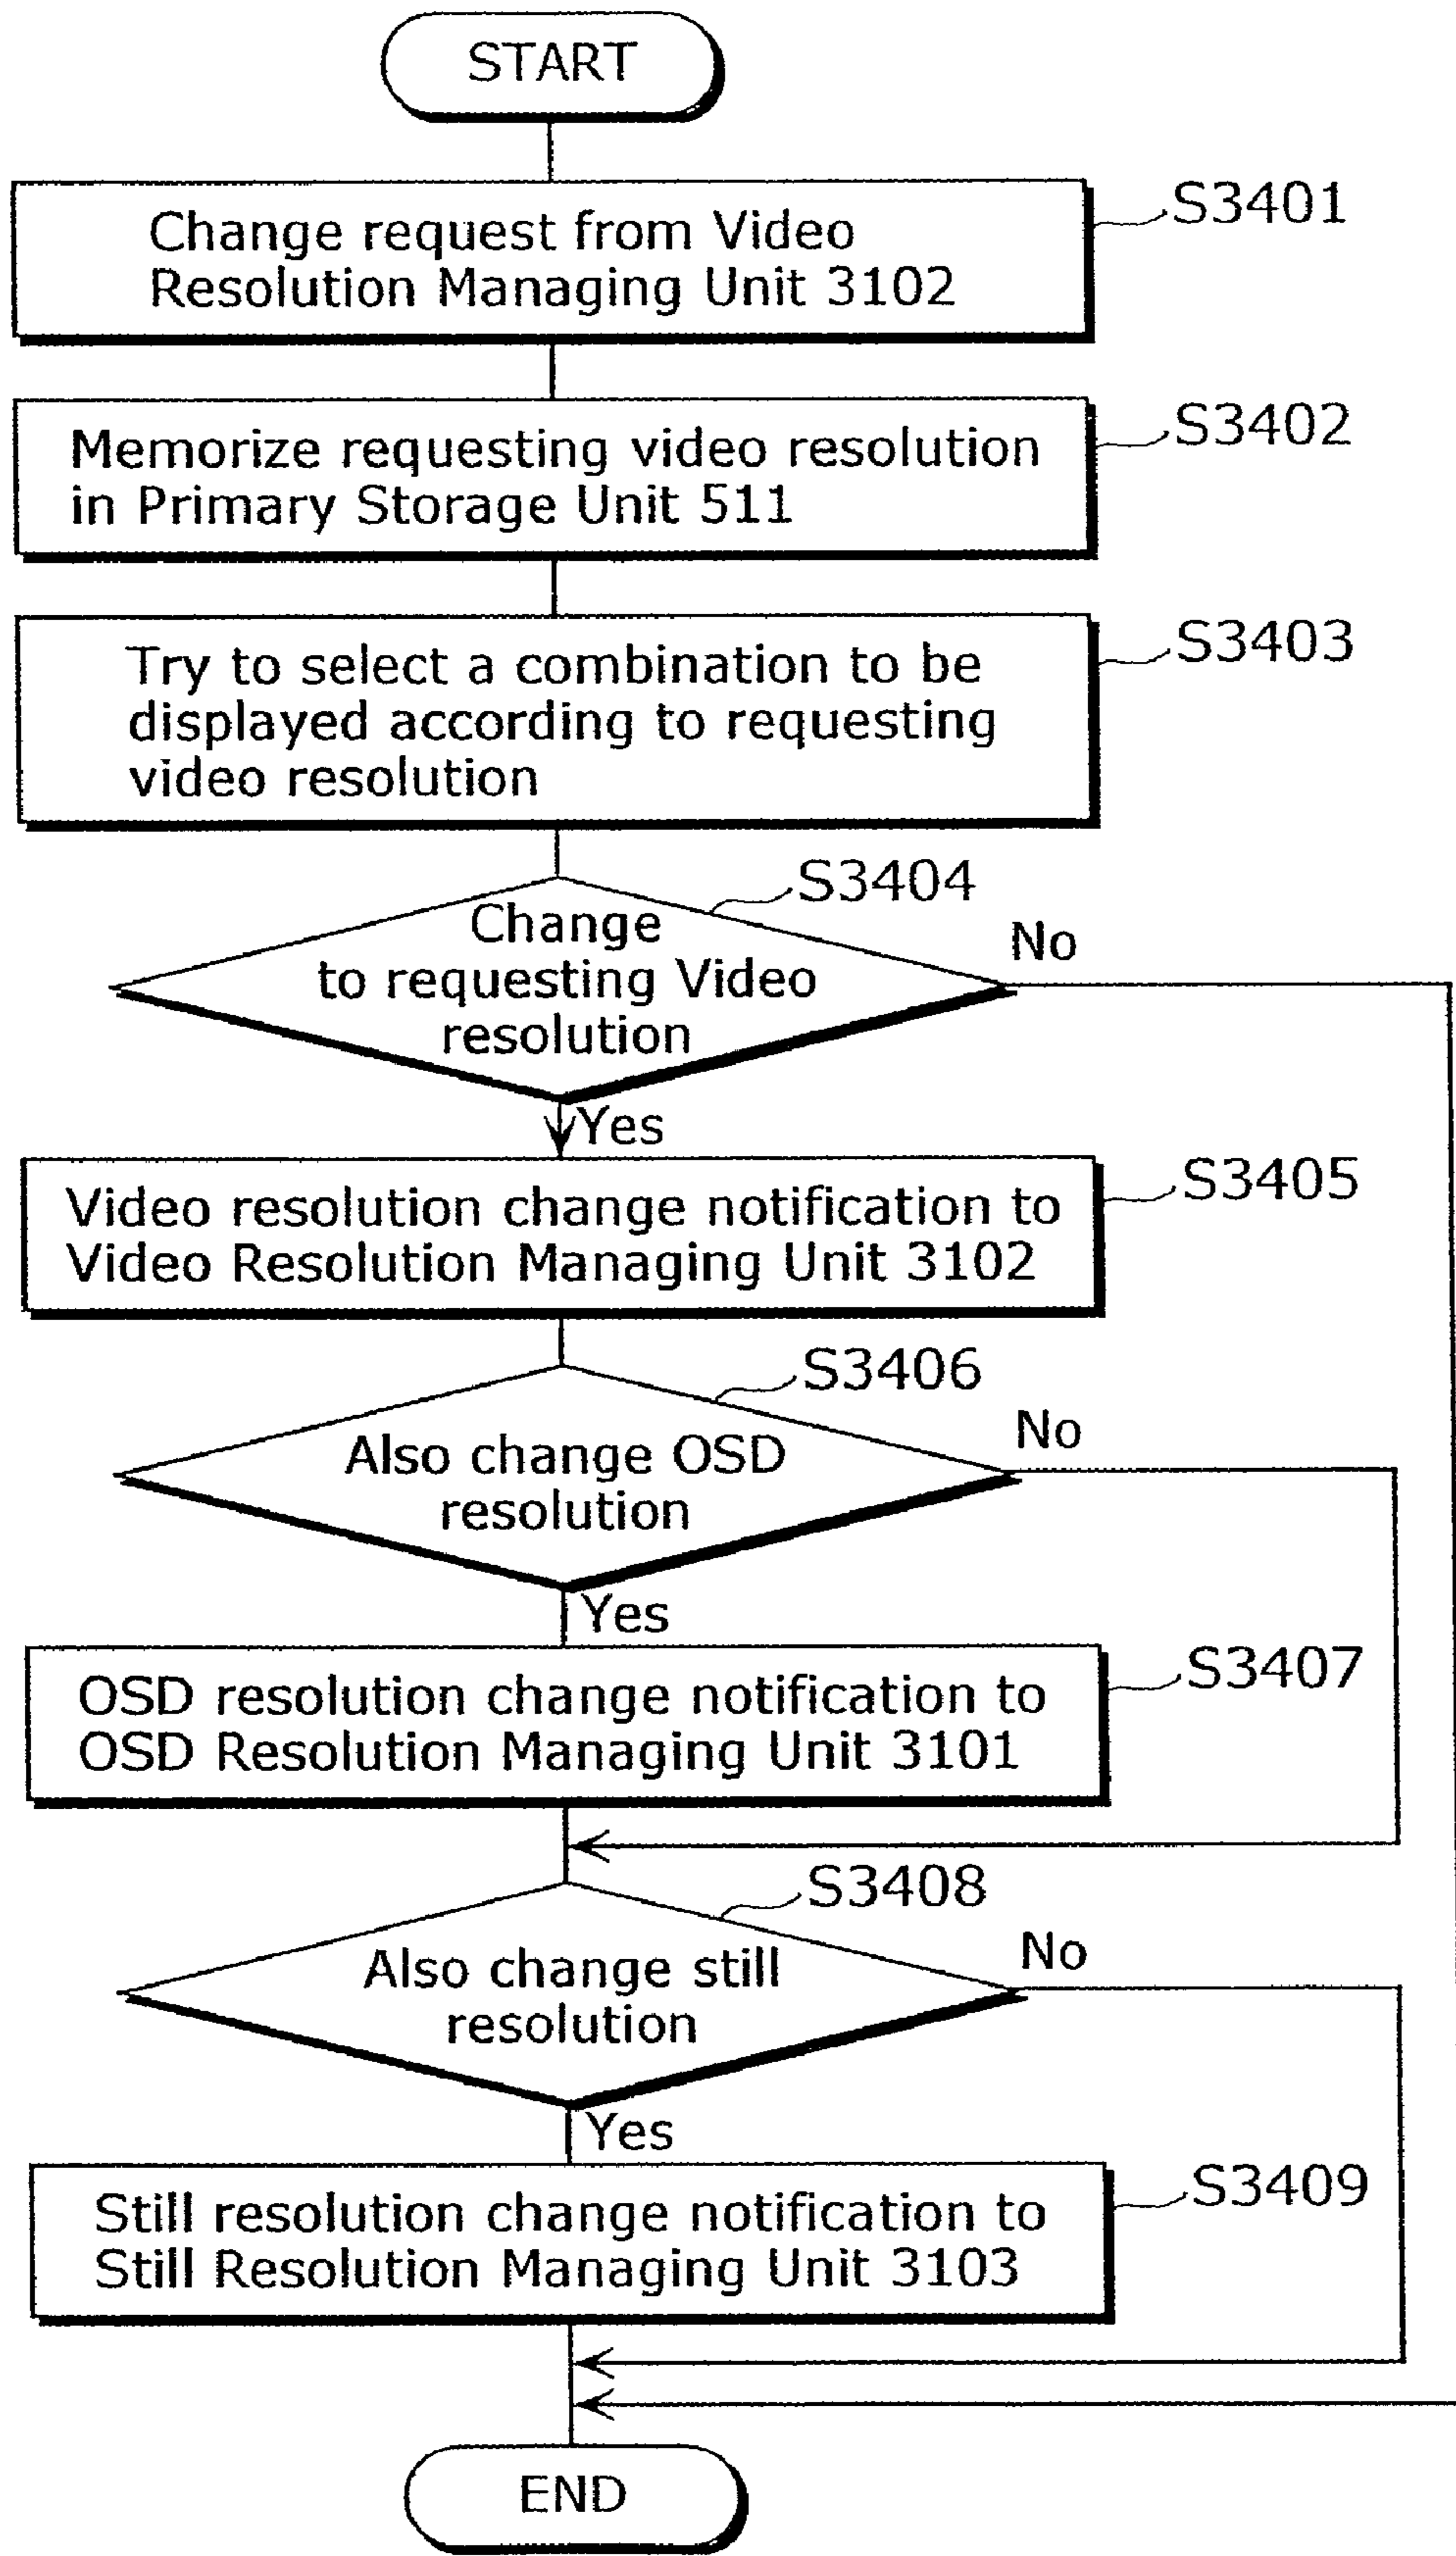 START
S3401
Change request from Video
Resolution Managing Unit 3102
S3402
Memorize requesting video resolution
in Primary Storage Unit 511
S3403
Try to select a combination to be
displayed according to requesting
video resolution
S3404
Change
to requesting Video
resolution
No
Yes
S3405
Video resolution change notification to
Video Resolution Managing Unit 3102
S3406
Also change OSD
resolution
No
Yes
S3407
OSD resolution change notification to
OSD Resolution Managing Unit 3101
S3408
Also change still
resolution
No
Yes
S3409
Still resolution change notification to
Still Resolution Managing Unit 3103
END